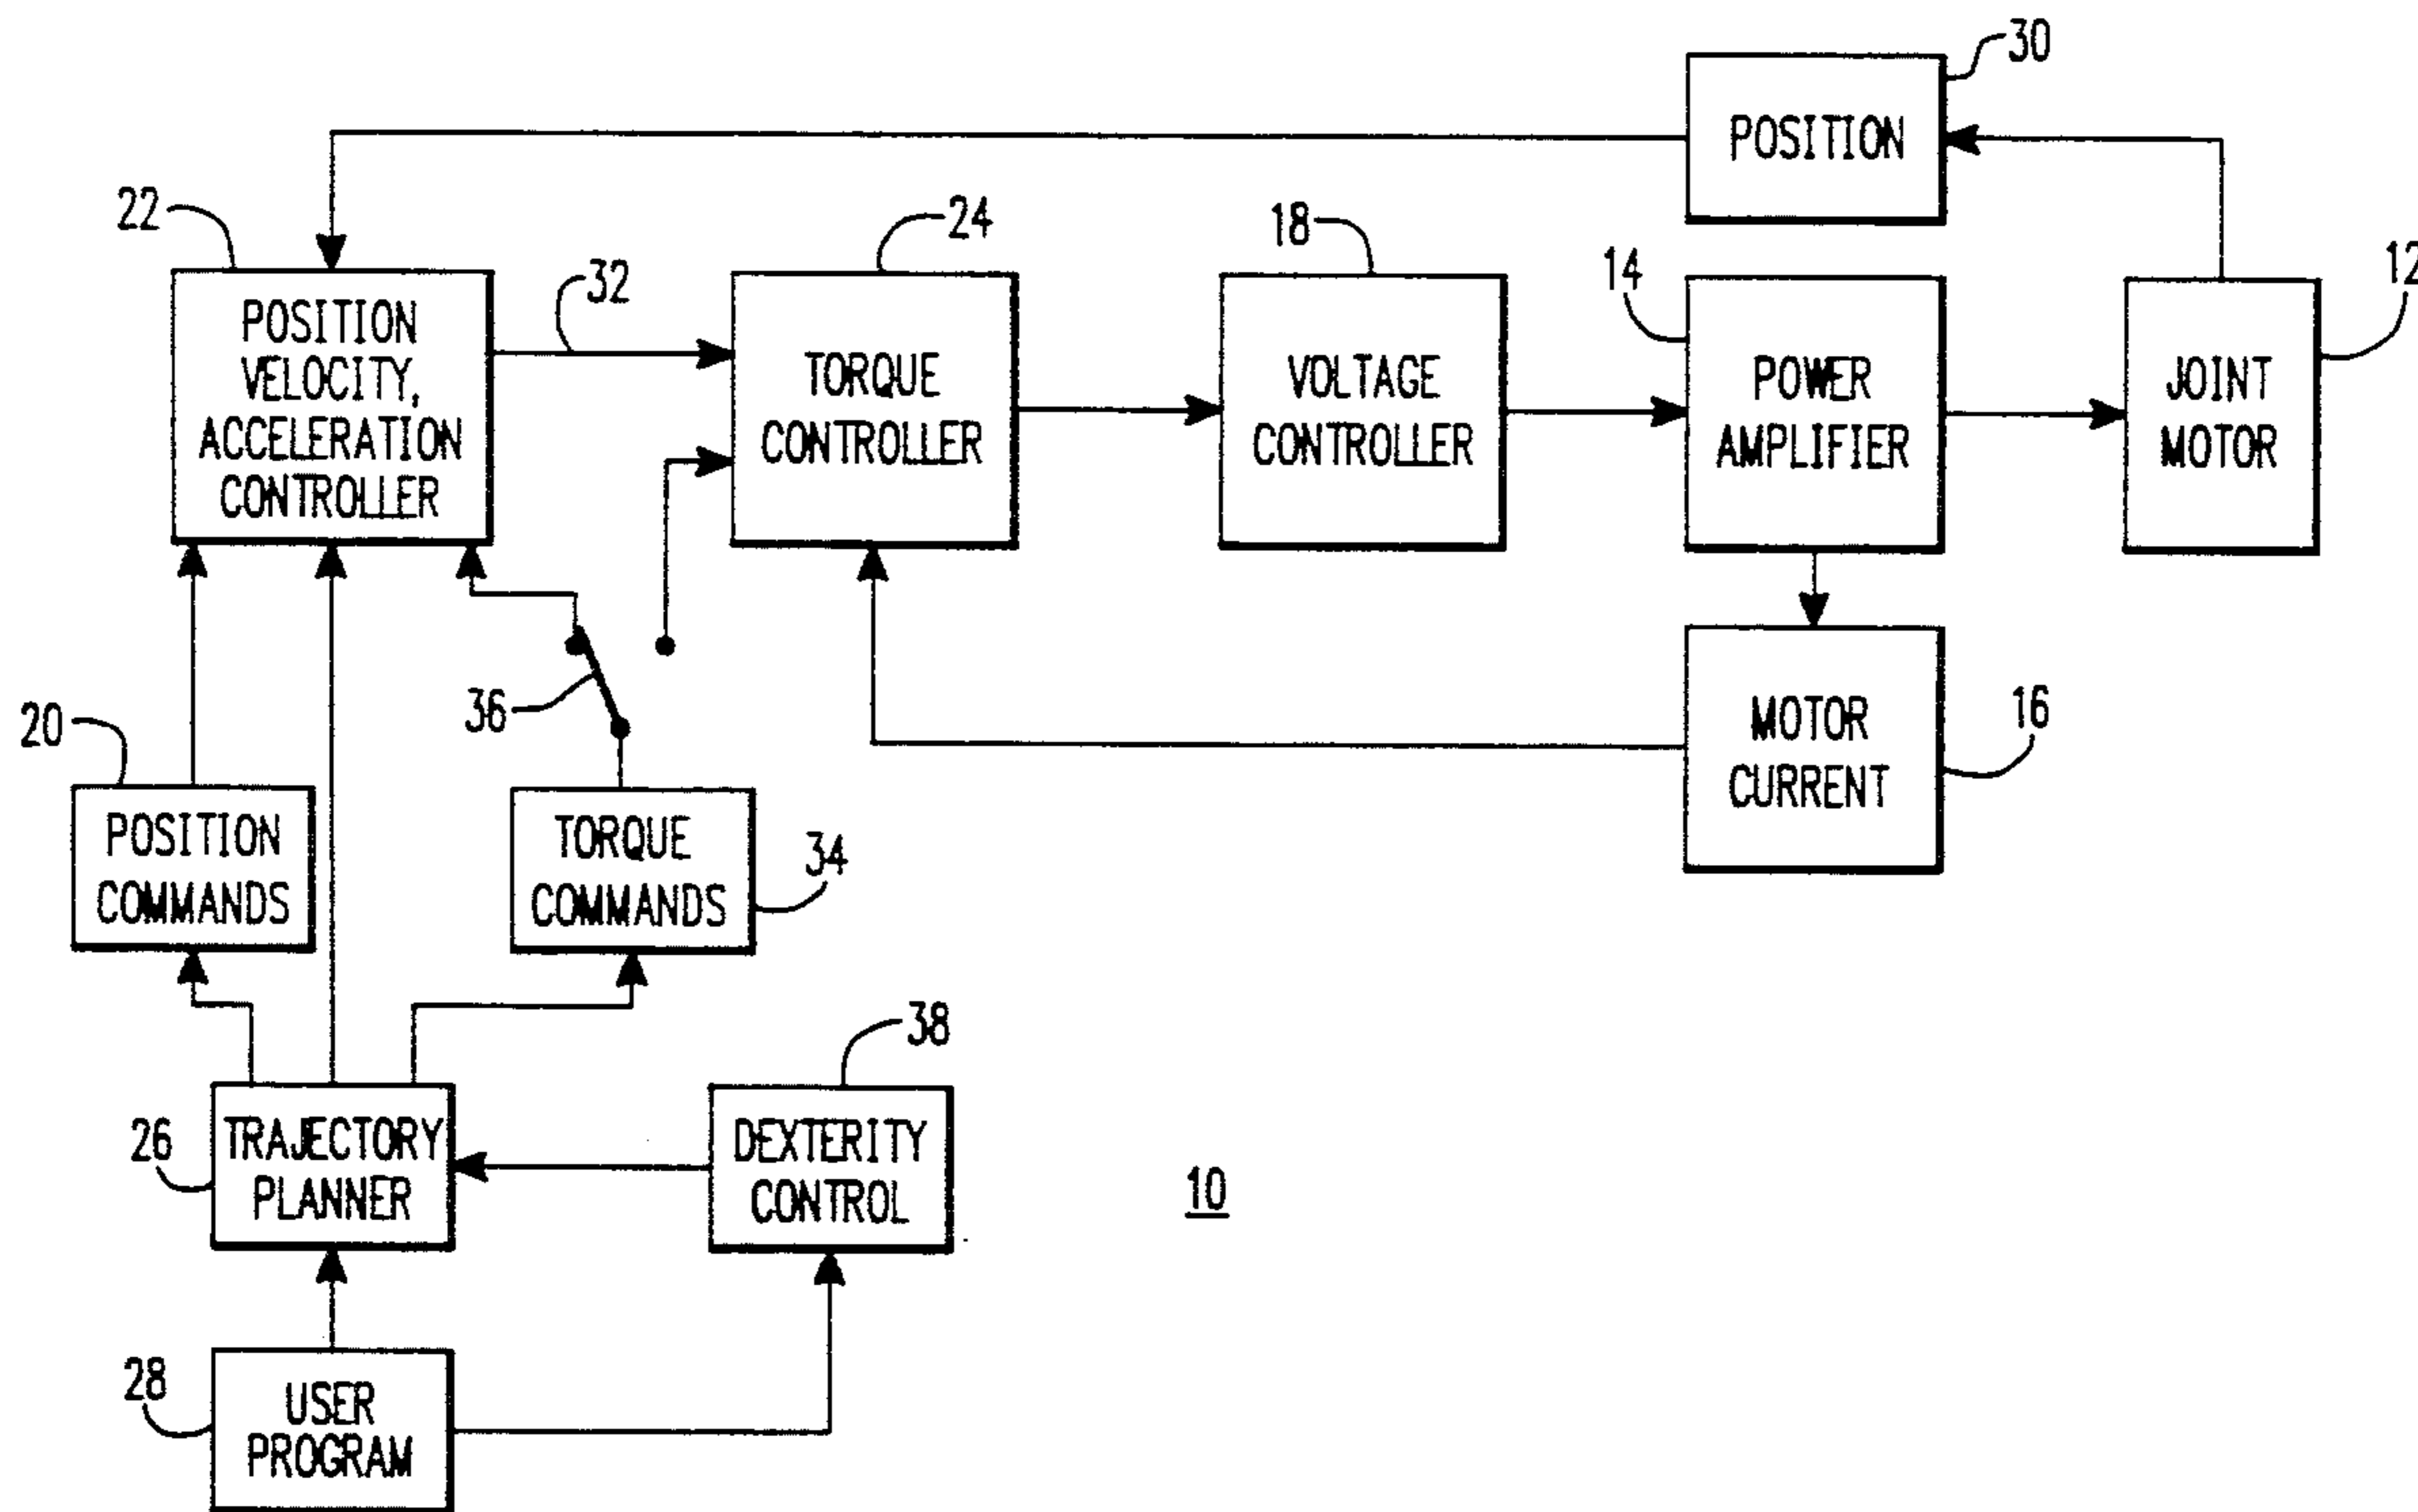 30
POSITION
22
24
18
14
12
32
POSITION
VELOCITY,
ACCELERATION
CONTROLLER
TORQUE
CONTROLLER
VOLTAGE
CONTROLLER
POWER
AMPLIFIER
JOINT
MOTOR
36
20
16
MOTOR
CURRENT
POSITION
COMMANDS
TORQUE
COMMANDS
34
38
26
TRAJECTORY
PLANNER
DEXTERITY
CONTROL
10
28
USER
PROGRAM